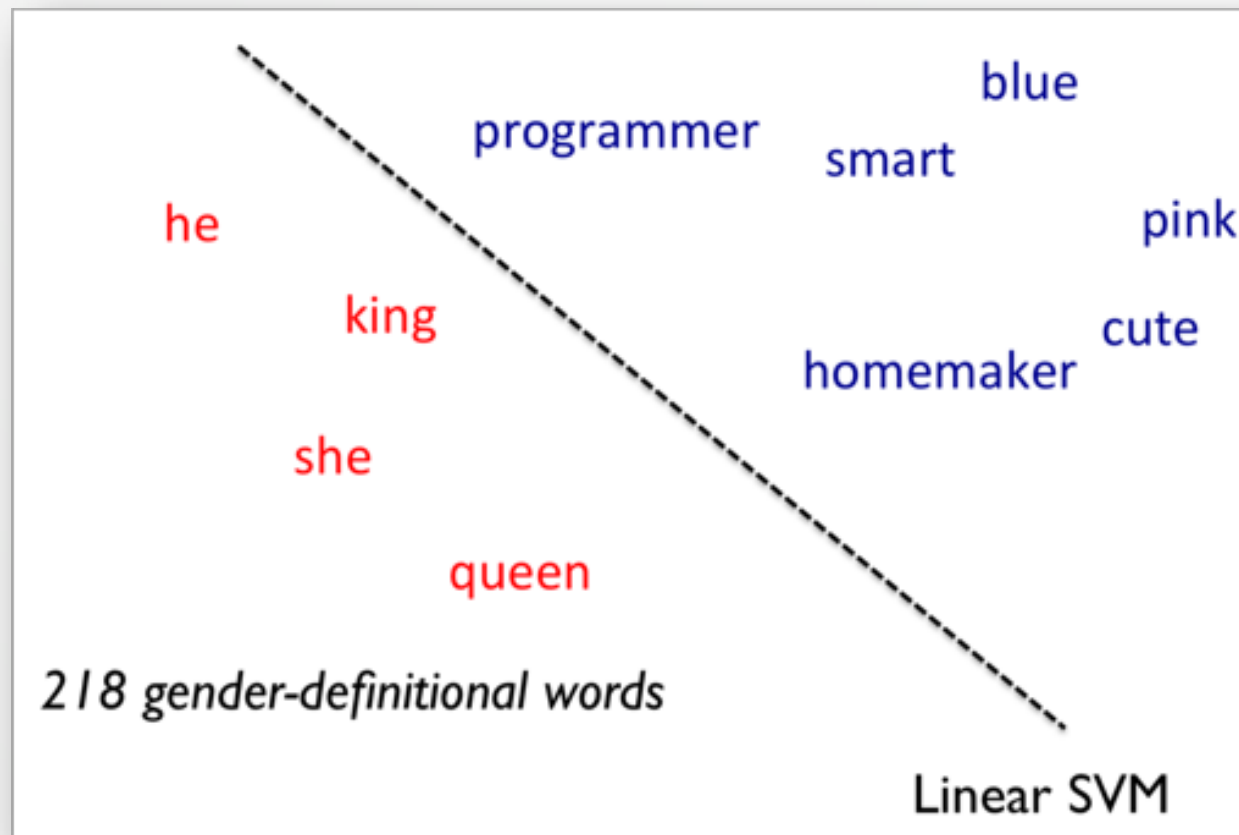 blue
programmer
smart
pink
he
king
cute
homemaker
she
queen
218 gender-definitional words
Linear SVM